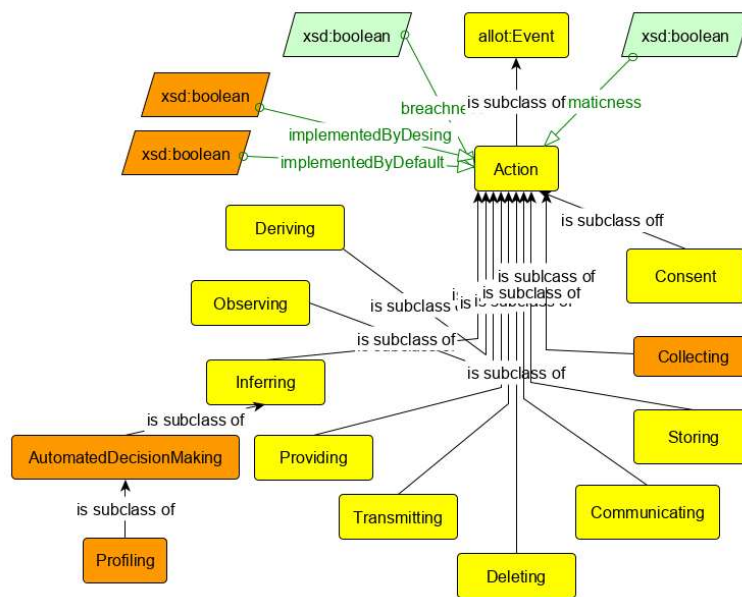 xsd:boolean
allot:Event
xsd:boolean
xsd:boolean
is subclass of
maticness
implementedByDesing
xsd:boolean
implementedByDefault
Action
Deriving
is subclass off
Consent
is sublcass of
Observing
is subclass of
is subclass of
is subclass of
Collecting
Inferring
is subclass of
is subclass of
Storing
AutomatedDecisionMaking
Providing
is subclass of
Transmitting
Communicating
Profiling
Deleting